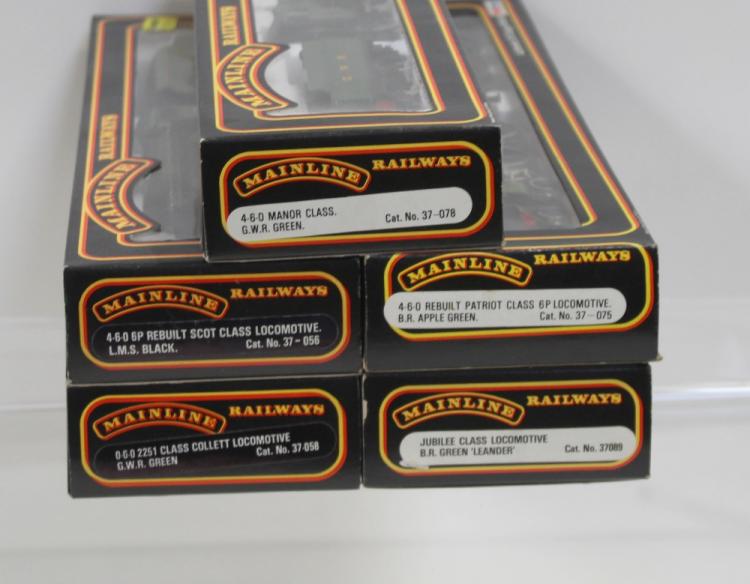 RAILWAYS
MAINLINE
RAILWAYS
MAINLINE
G W R
MAINLINE RAILWAYS
4-6-0 MANOR CLASS.
G.W.R. GREEN. Cat. No. 37-078
MAINLINE RAILWAYS
4-6-0 6P REBUILT SCOT CLASS LOCOMOTIVE.
L.M.S. BLACK. Cat. No. 37-056
MAINLINE RAILWAYS
4-6-0 REBUILT PATRIOT CLASS 6P LOCOMOTIVE.
B.R. APPLE GREEN. Cat. No. 37-075
MAINLINE RAILWAYS
0-6-0 2251 CLASS COLLETT LOCOMOTIVE
G.W.R. GREEN Cat. No. 37-058
MAINLINE RAILWAYS
JUBILEE CLASS LOCOMOTIVE
B.R. GREEN 'LEANDER' Cat. No. 37089